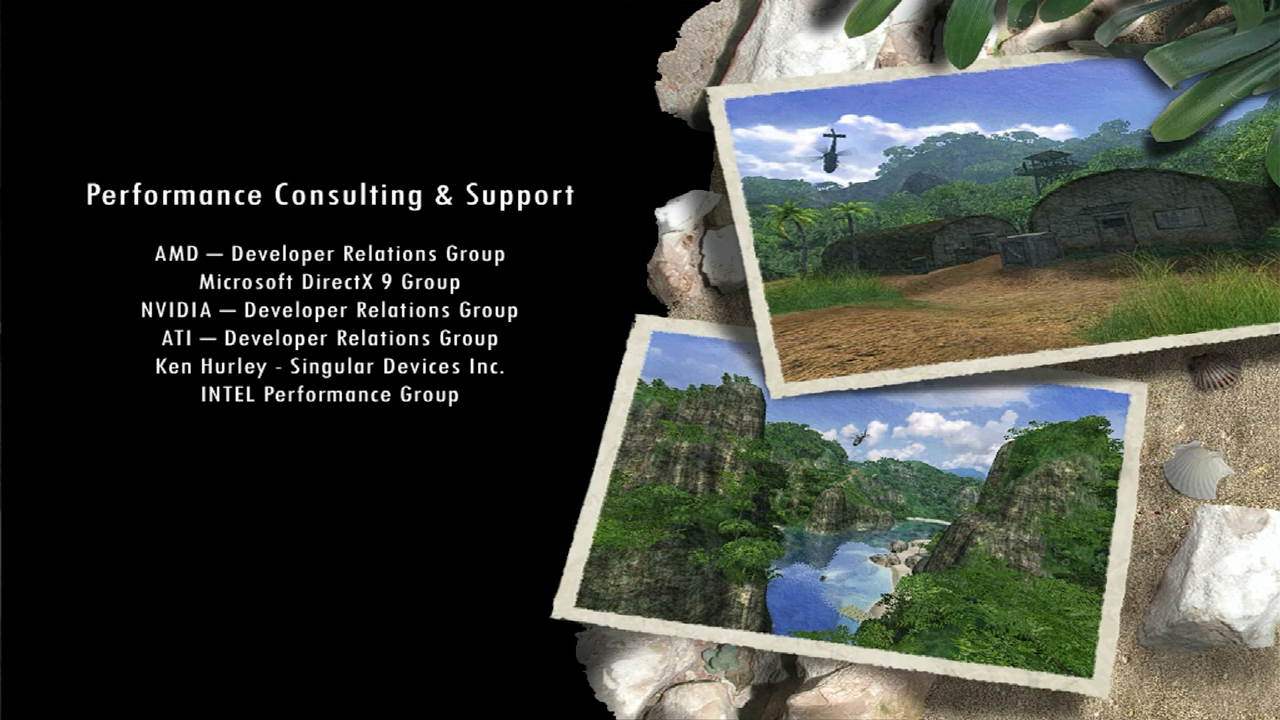 Performance Consulting & Support
AMD — Developer Relations Group
Microsoft DirectX 9 Group
NVIDIA — Developer Relations Group
ATI — Developer Relations Group
Ken Hurley - Singular Devices Inc.
INTEL Performance Group